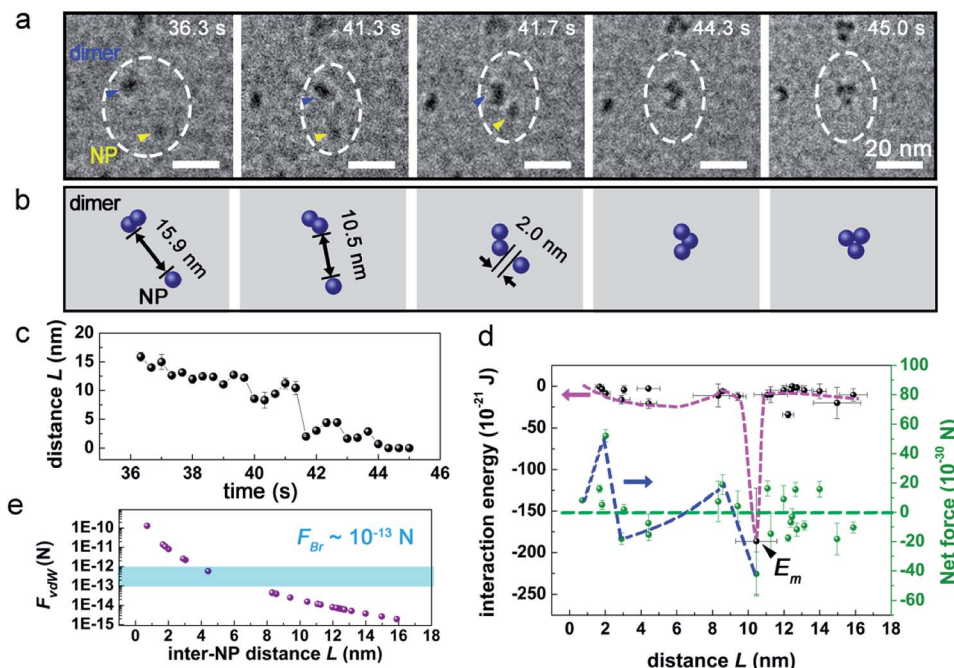 a
36.3 s
41.3 s
41.7 s
44.3 s
45.0 s
dimer
NP
20 nm
b
dimer
15.9 nm
NP
10.5 nm
2.0 nm
c
distance L (nm)
20
15
10
5
0
36 38 40 42 44 46
time (s)
d
interaction energy (10⁻²¹ J)
0
-50
-100
-150
-200
-250
100
80
60
40
20
0
-20
-40
-60
Net force (10⁻³⁰ N)
Eₘ
0 2 4 6 8 10 12 14 16 18
distance L (nm)
e
F_vdW (N)
1E-10
1E-11
1E-12
1E-13
1E-14
1E-15
F_Br ~ 10⁻¹³ N
0 2 4 6 8 10 12 14 16 18
inter-NP distance L (nm)